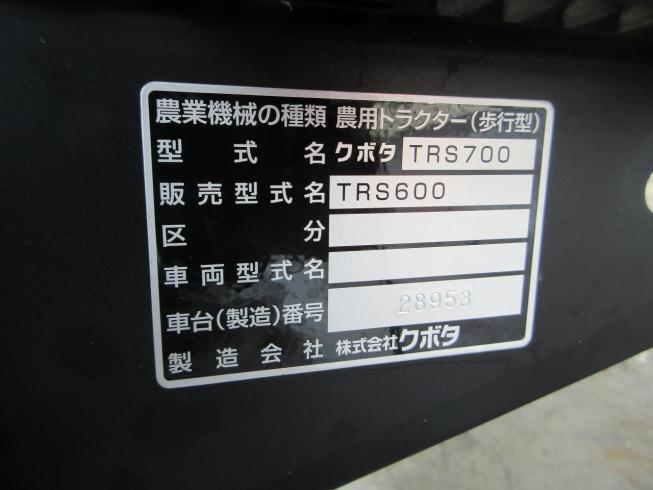 農業機械の種類 農用トラクター(歩行型)
型式名 クボタ TRS700
販売型式名 TRS600
区分
車両型式名
車台(製造)番号 28953
製造会社 株式会社クボタ